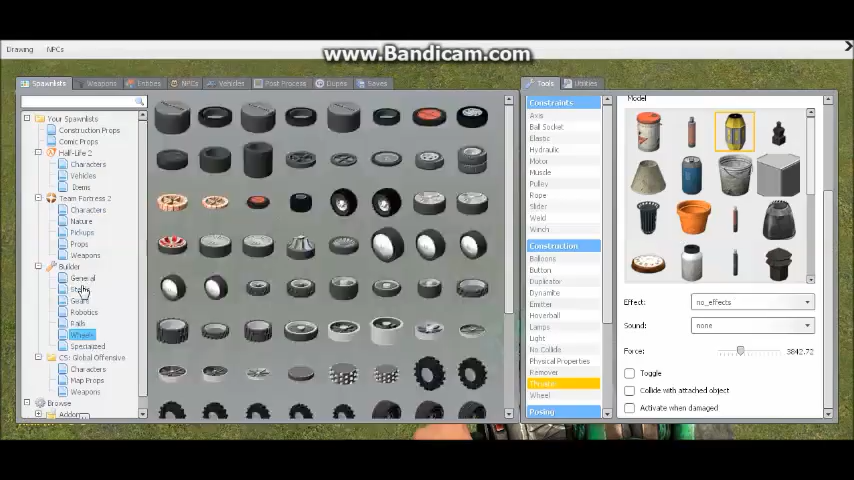 Drawing NPCs
www.Bandicam.com
Spawnlists Weapons Entities NPCs Vehicles Post Process Dupes Saves
Tools Utilities
Your Spawnlists
Construction Props
Comic Props
Half-Life 2
Characters
Vehicles
Items
Team Fortress 2
Characters
Nature
Pickups
Props
Weapons
Builder
General
Gears
Robotics
Rails
Wheels
Specialized
CS: Global Offensive
Characters
Map Props
Weapons
Browse
Constraints
Axis
Ball Socket
Elastic
Hydraulic
Motor
Muscle
Pulley
Rope
Slider
Weld
Winch
Construction
Balloons
Button
Duplicator
Dynamite
Emitter
Hoverball
Lamps
Light
No Collide
Physical Properties
Remover
Thruster
Wheel
Posing
Model
Effect: no_effects
Sound: none
Force: 3842.72
Toggle
Collide with attached object
Activate when damaged